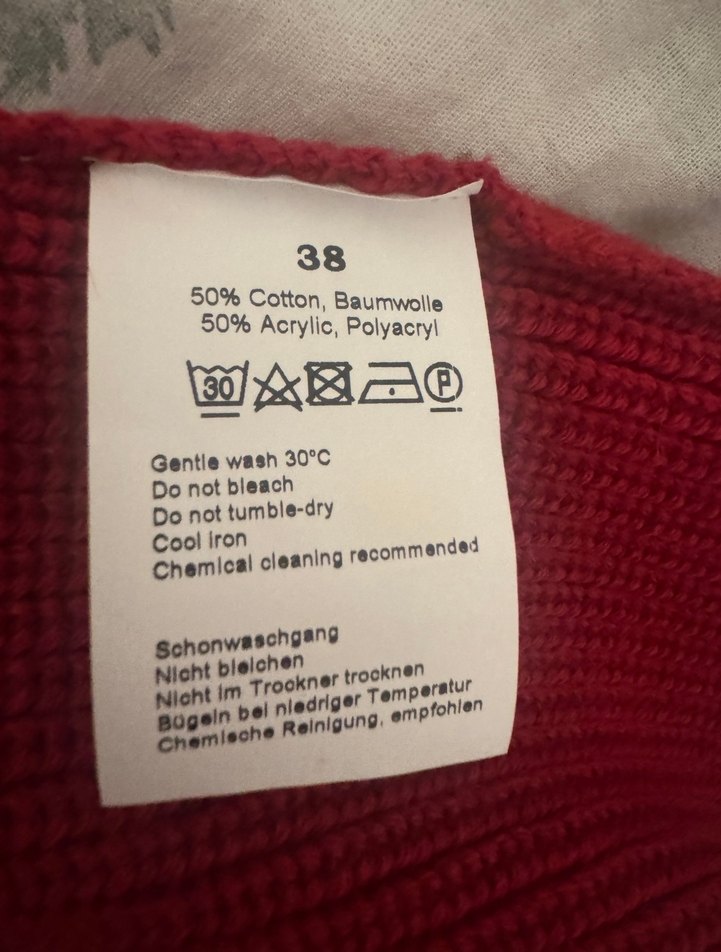 38
50% Cotton, Baumwolle
50% Acrylic, Polyacryl
30 P
Gentle wash 30°C
Do not bleach
Do not tumble-dry
Cool iron
Chemical cleaning recommended
Schonwaschgang
Nicht bleichen
Nicht im Trockner trocknen
Bügeln bei niedriger Temperatur
Chemische Reinigung, empfohlen